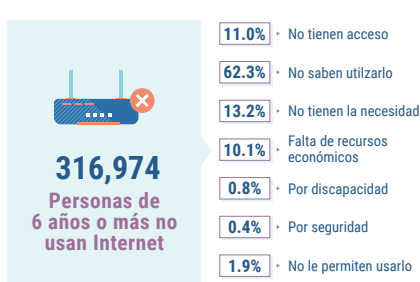 316,974
Personas de
6 años o más no
usan Internet
11.0% · No tienen acceso
62.3% · No saben utilzarlo
13.2% · No tienen la necesidad
10.1% · Falta de recursos
económicos
0.8% · Por discapacidad
0.4% · Por seguridad
1.9% · No le permiten usarlo